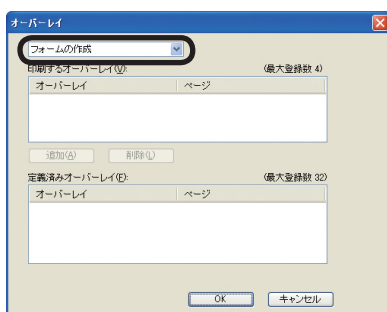 オーバーレイ
フォームの作成
印刷するオーバーレイ(V): (最大登録数 4)
オーバーレイ ページ
追加(A) 削除(L)
定義済みオーバーレイ(F): (最大登録数 32)
オーバーレイ ページ
OK キャンセル